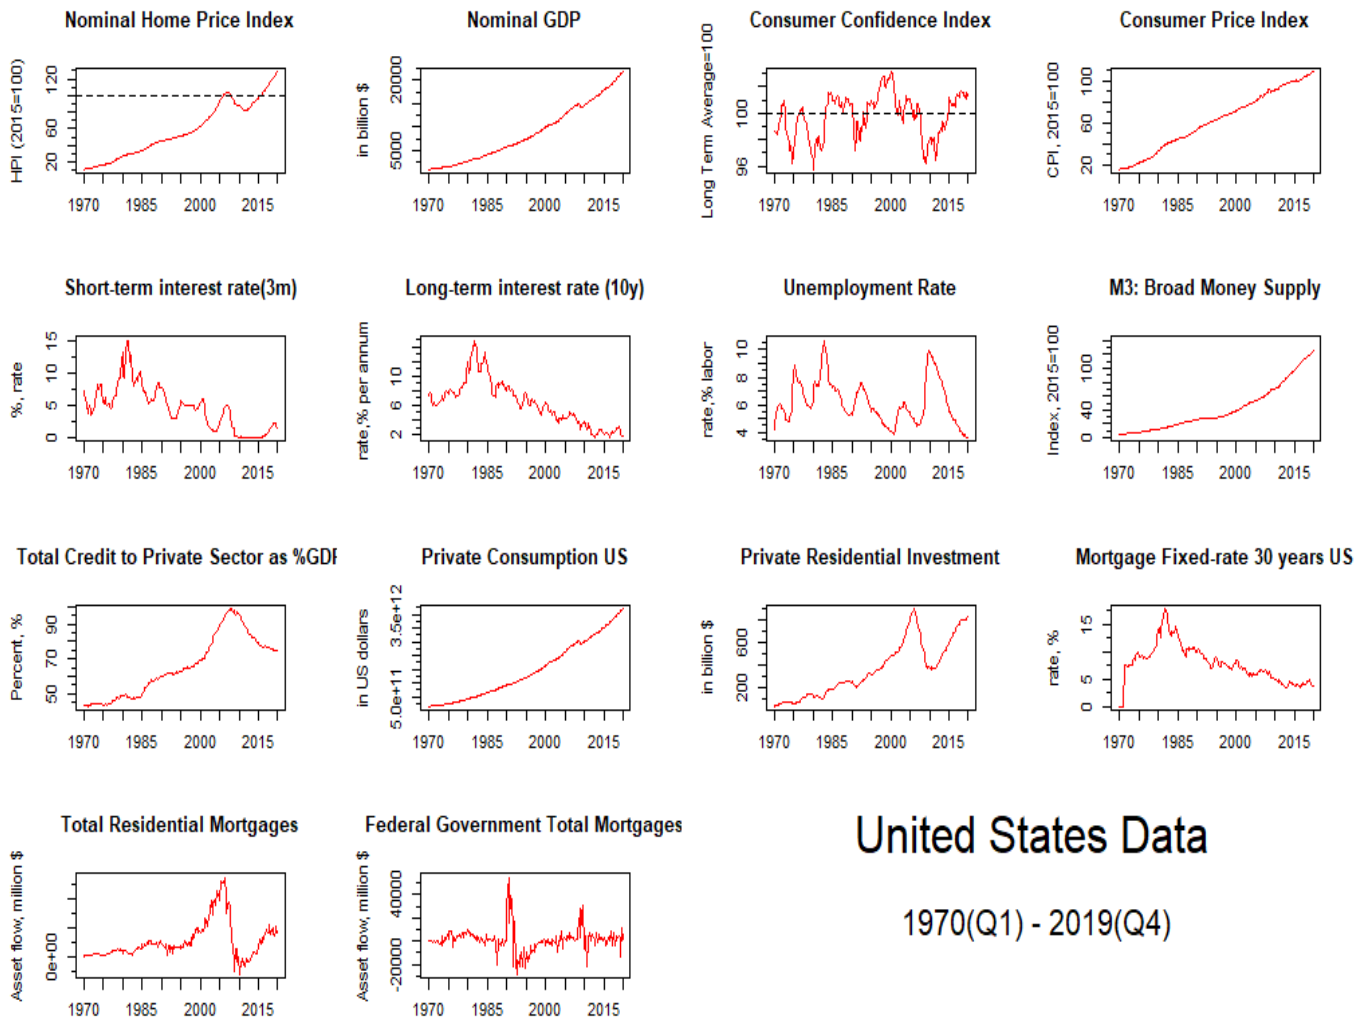 Nominal Home Price Index
HPI (2015=100)
20 60 120
1970 1985 2000 2015
Nominal GDP
in billion $
5000 20000
1970 1985 2000 2015
Consumer Confidence Index
Long Term Average=100
96 100
1970 1985 2000 2015
Consumer Price Index
CPI, 2015=100
20 60 100
1970 1985 2000 2015
Short-term interest rate(3m)
%, rate
0 5 10 15
1970 1985 2000 2015
Long-term interest rate (10y)
rate,% per annum
2 6 10
1970 1985 2000 2015
Unemployment Rate
rate,% labor
4 6 8 10
1970 1985 2000 2015
M3: Broad Money Supply
Index, 2015=100
0 40 100
1970 1985 2000 2015
Total Credit to Private Sector as %GDP
Percent, %
50 70 90
1970 1985 2000 2015
Private Consumption US
in US dollars
5.0e+11 3.5e+12
1970 1985 2000 2015
Private Residential Investment
in billion $
200 600
1970 1985 2000 2015
Mortgage Fixed-rate 30 years US
rate, %
0 5 15
1970 1985 2000 2015
Total Residential Mortgages
Asset flow, million $
0e+00
1970 1985 2000 2015
Federal Government Total Mortgages
Asset flow, million $
-20000 40000
1970 1985 2000 2015
United States Data
1970(Q1) - 2019(Q4)